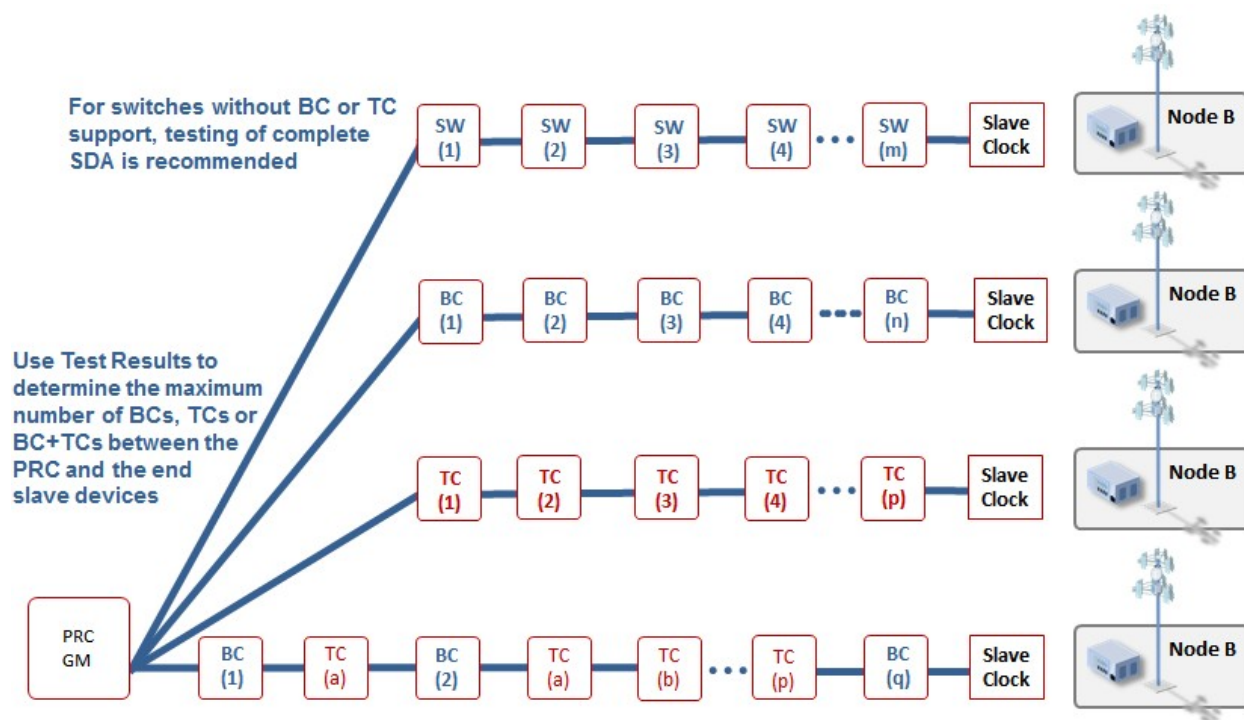 For switches without BC or TC
support, testing of complete
SDA is recommended
SW SW SW SW SW Slave Node B
(1) (2) (3) (4) (m) Clock
BC BC BC BC BC Slave Node B
(1) (2) (3) (4) (n) Clock
Use Test Results to
determine the maximum
number of BCs, TCs or
BC+TCs between the
PRC and the end
slave devices
TC TC TC TC TC Slave Node B
(1) (2) (3) (4) (p) Clock
PRC
GM
BC TC BC TC TC TC BC Slave Node B
(1) (a) (2) (a) (b) (p) (q) Clock